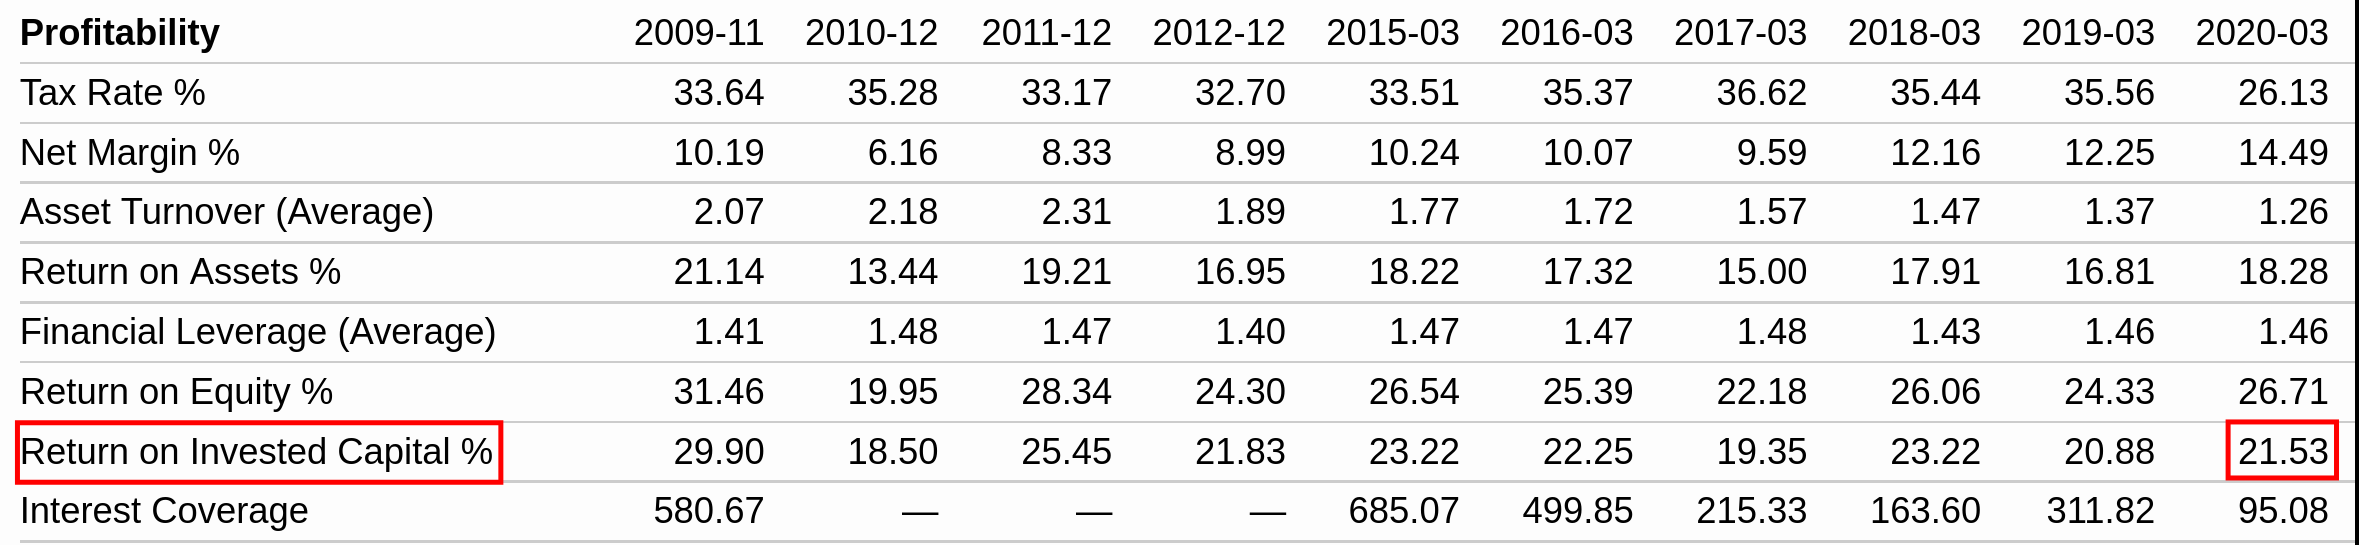 Profitability 2009-11 2010-12 2011-12 2012-12 2015-03 2016-03 2017-03 2018-03 2019-03 2020-03
Tax Rate % 33.64 35.28 33.17 32.70 33.51 35.37 36.62 35.44 35.56 26.13
Net Margin % 10.19 6.16 8.33 8.99 10.24 10.07 9.59 12.16 12.25 14.49
Asset Turnover (Average) 2.07 2.18 2.31 1.89 1.77 1.72 1.57 1.47 1.37 1.26
Return on Assets % 21.14 13.44 19.21 16.95 18.22 17.32 15.00 17.91 16.81 18.28
Financial Leverage (Average) 1.41 1.48 1.47 1.40 1.47 1.47 1.48 1.43 1.46 1.46
Return on Equity % 31.46 19.95 28.34 24.30 26.54 25.39 22.18 26.06 24.33 26.71
Return on Invested Capital % 29.90 18.50 25.45 21.83 23.22 22.25 19.35 23.22 20.88 21.53
Interest Coverage 580.67 — — — 685.07 499.85 215.33 163.60 311.82 95.08